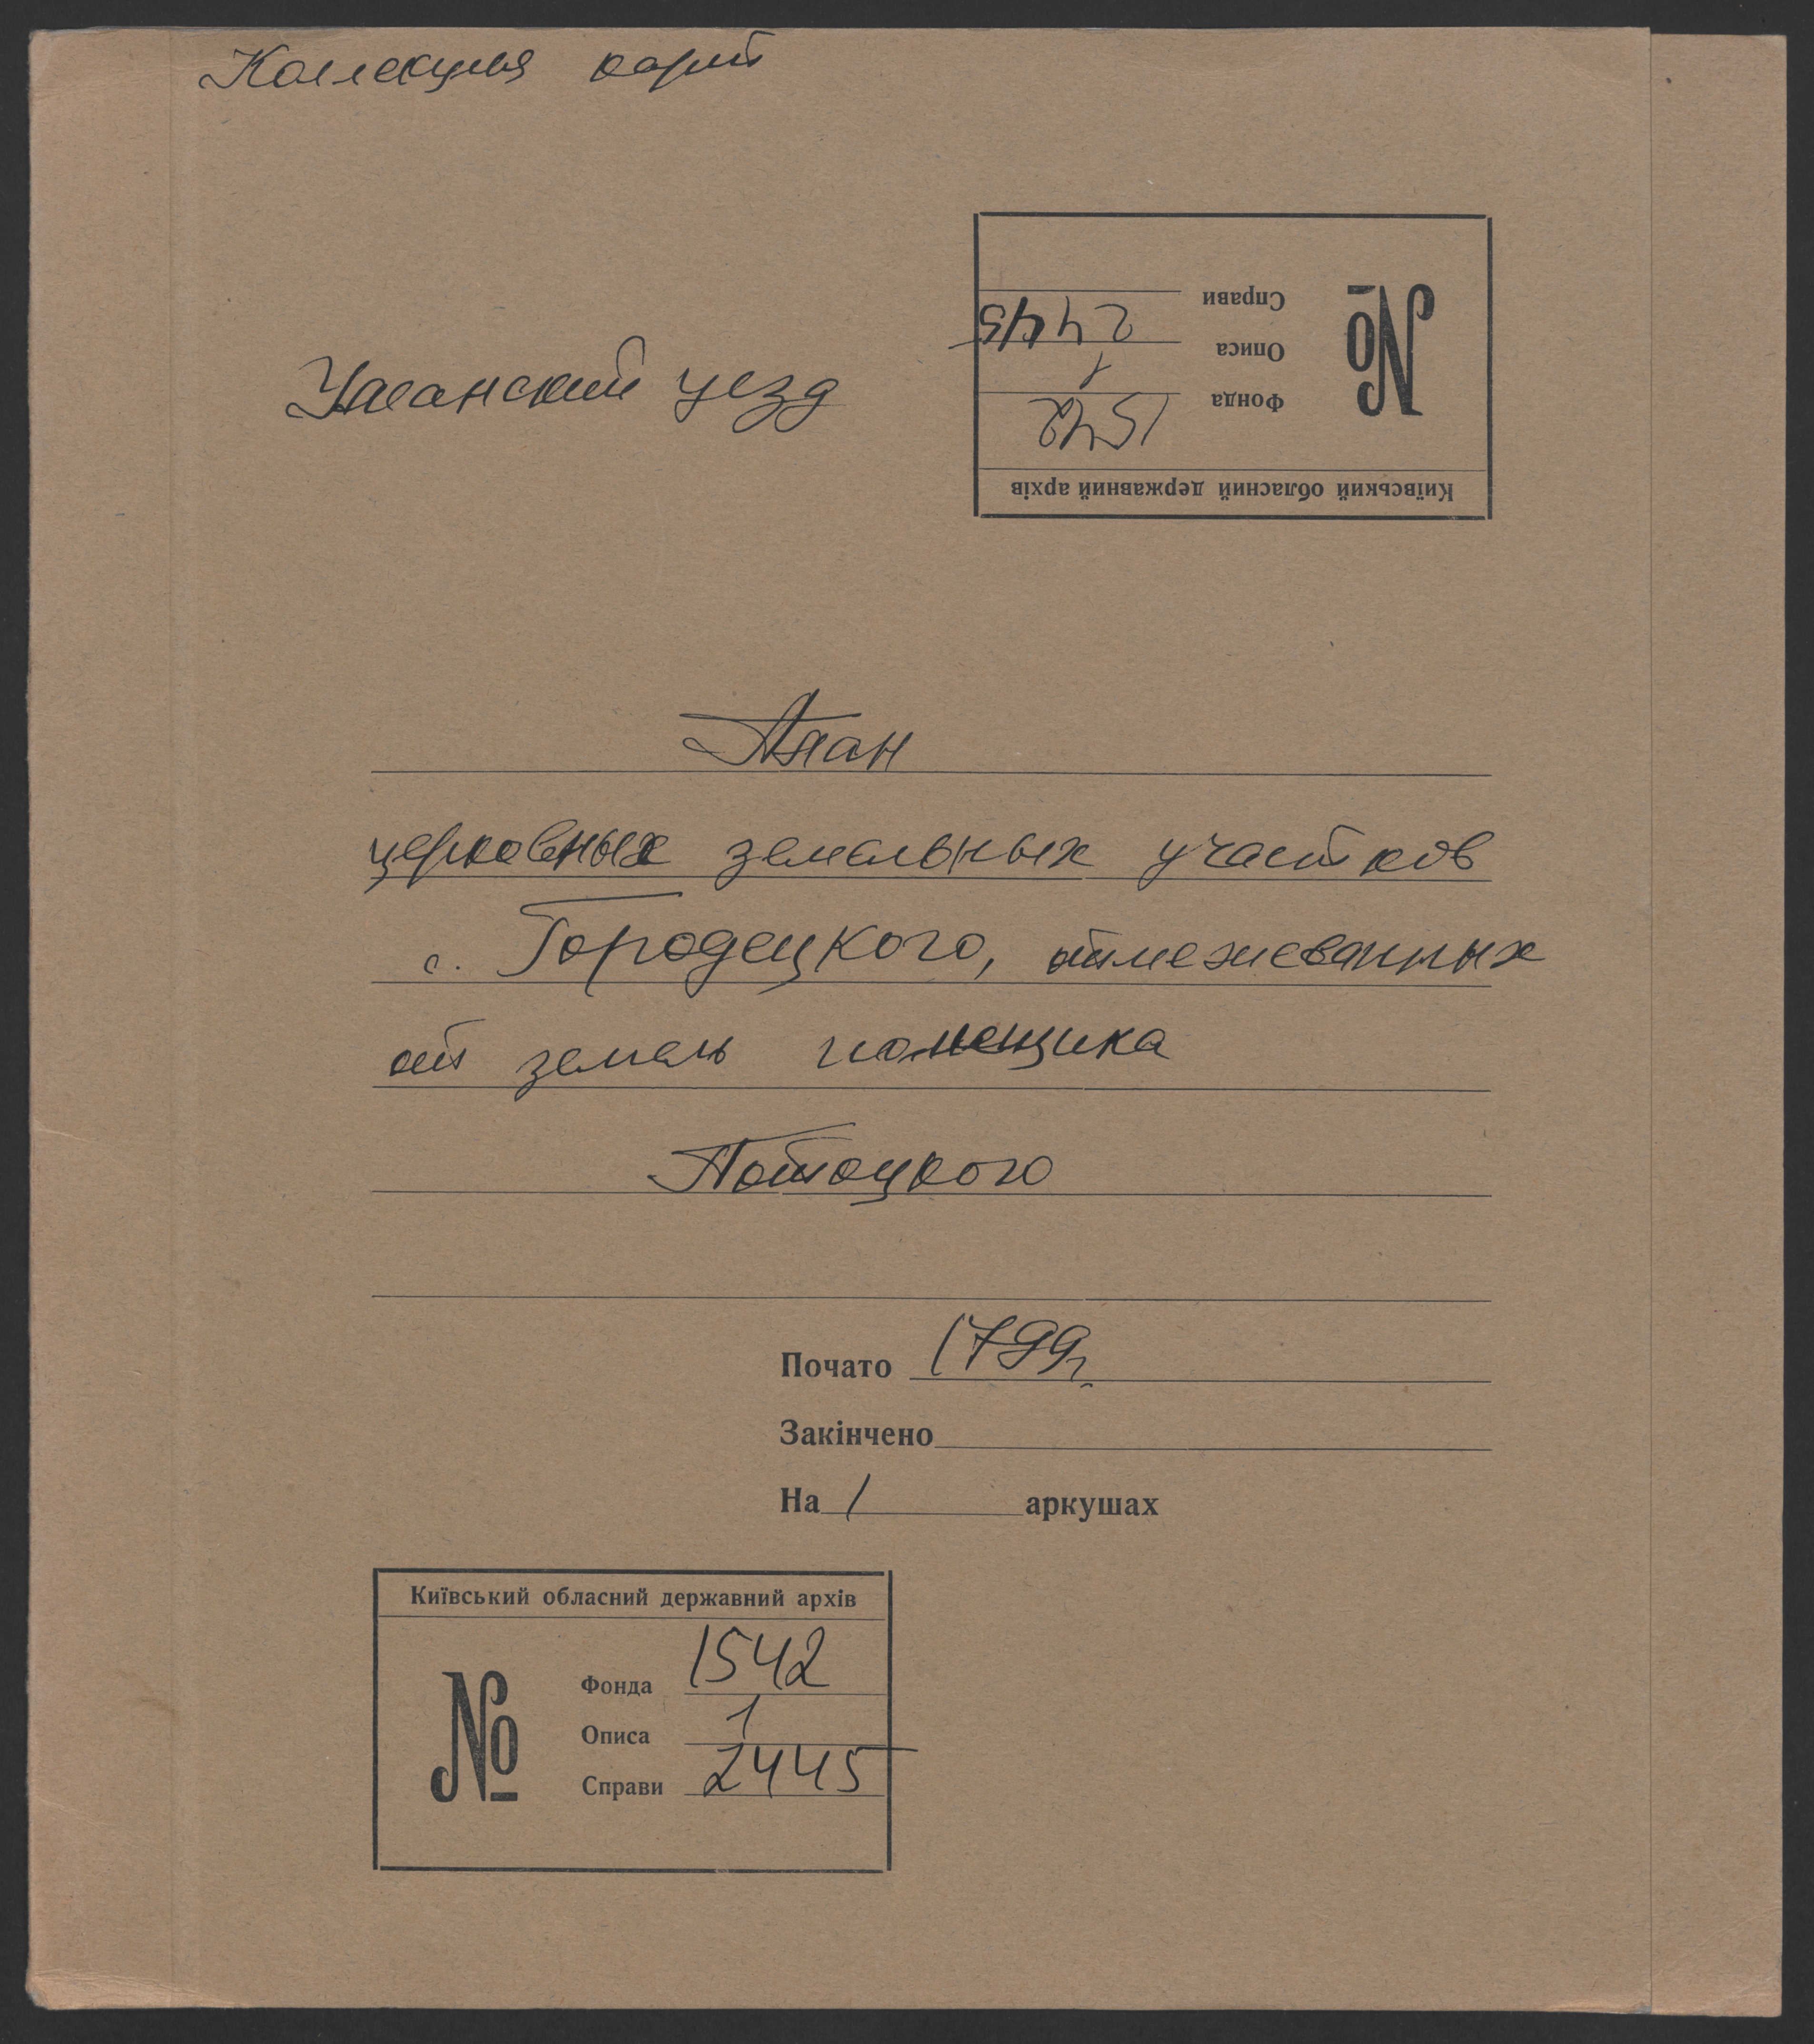 Коллекция карт
Киïвський обласний державний архів
№
Фонда 1542
Описа 1
Справи 2445
Уманский уезд
План
церковных земельных участков
с. Городецкого, отмежеванных
от земель помещика
Потоцкого
Почато 1799г.
Закінчено
На 1 аркушах
Київський обласний державний архів
№
Фонда 1542
Описа 1
Справи 2445